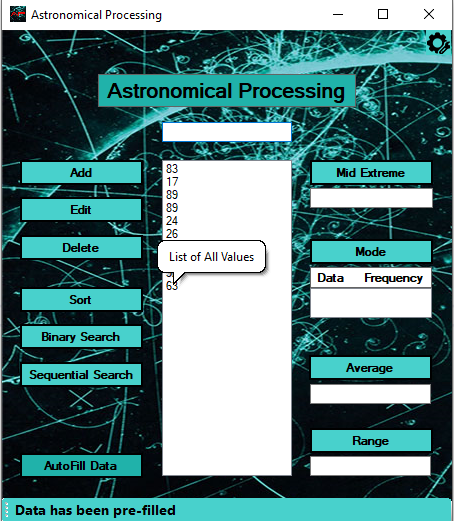 Astronomical Processing
Astronomical Processing
Add
Edit
Delete
Sort
Binary Search
Sequential Search
AutoFill Data
83
17
89
89
24
26
List of All Values
63
Mid Extreme
Mode
Data Frequency
Average
Range
Data has been pre-filled